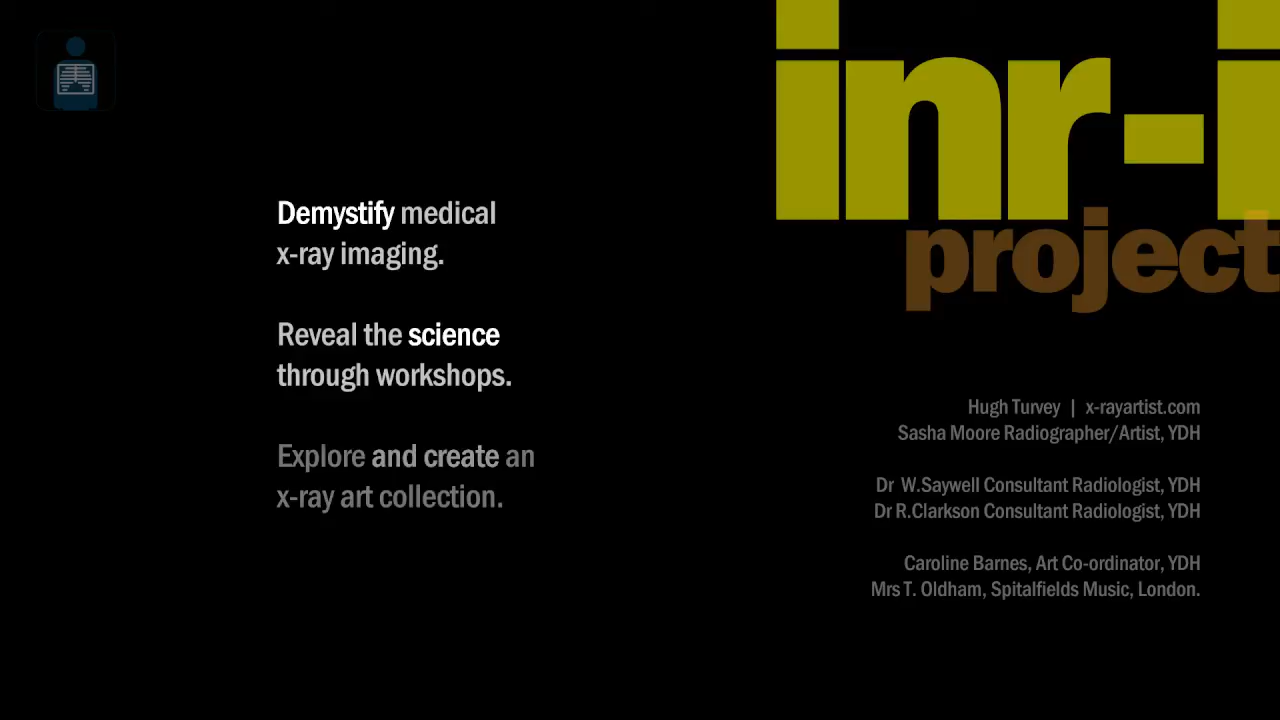 inr-i
project
Demystify medical
x-ray imaging.
Reveal the science
through workshops.
Explore and create an
x-ray art collection.
Hugh Turvey | x-rayartist.com
Sasha Moore Radiographer/Artist, YDH
Dr W.Saywell Consultant Radiologist, YDH
Dr R.Clarkson Consultant Radiologist, YDH
Caroline Barnes, Art Co-ordinator, YDH
Mrs T. Oldham, Spitalfields Music, London.